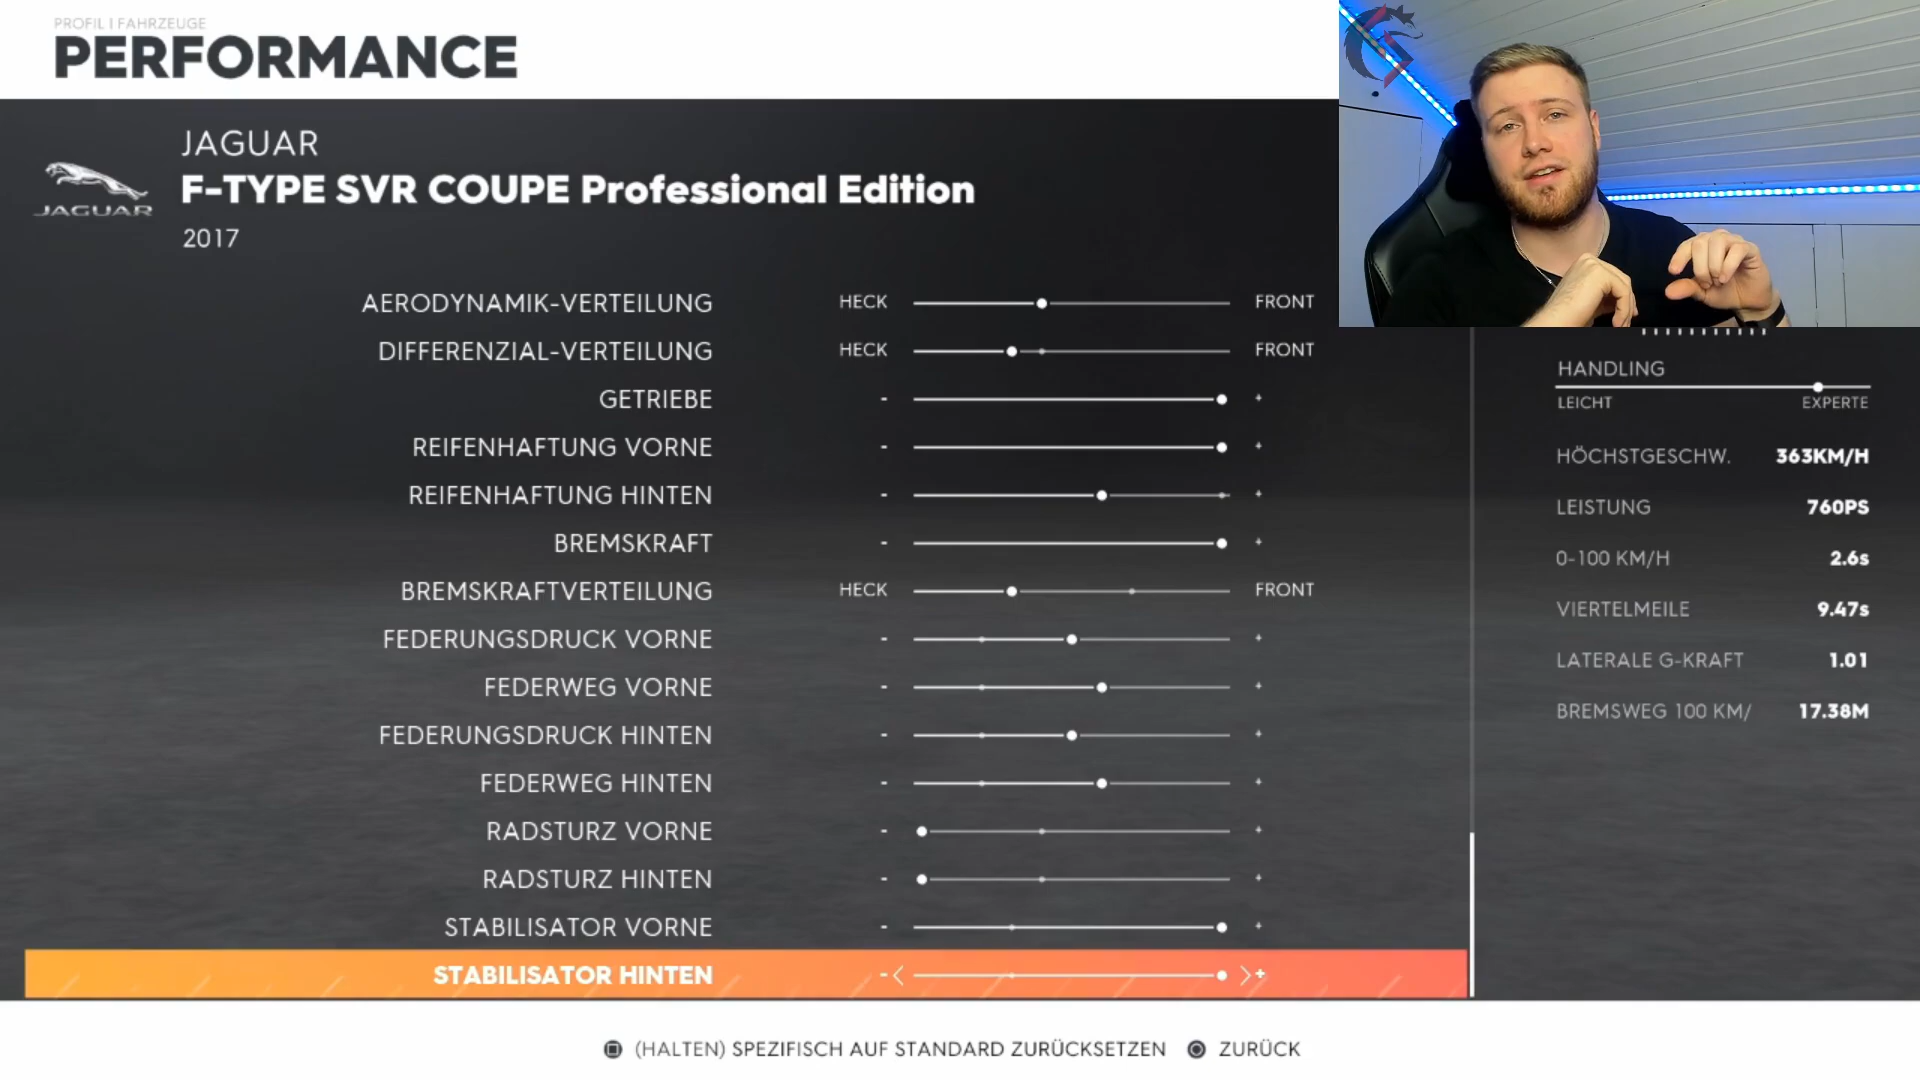 PROFIL I FAHRZEUGE
PERFORMANCE
JAGUAR
F-TYPE SVR COUPE Professional Edition
2017
JAGUAR
AERODYNAMIK-VERTEILUNG HECK FRONT
DIFFERENZIAL-VERTEILUNG HECK FRONT
GETRIEBE - +
REIFENHAFTUNG VORNE - +
REIFENHAFTUNG HINTEN - +
BREMSKRAFT - +
BREMSKRAFTVERTEILUNG HECK FRONT
FEDERUNGSDRUCK VORNE - +
FEDERWEG VORNE - +
FEDERUNGSDRUCK HINTEN - +
FEDERWEG HINTEN - +
RADSTURZ VORNE - +
RADSTURZ HINTEN - +
STABILISATOR VORNE - +
STABILISATOR HINTEN - < > +
HANDLING
LEICHT EXPERTE
HÖCHSTGESCHW. 363KM/H
LEISTUNG 760PS
0-100 KM/H 2.6s
VIERTELMEILE 9.47s
LATERALE G-KRAFT 1.01
BREMSWEG 100 KM/ 17.38M
(HALTEN) SPEZIFISCH AUF STANDARD ZURÜCKSETZEN ZURÜCK